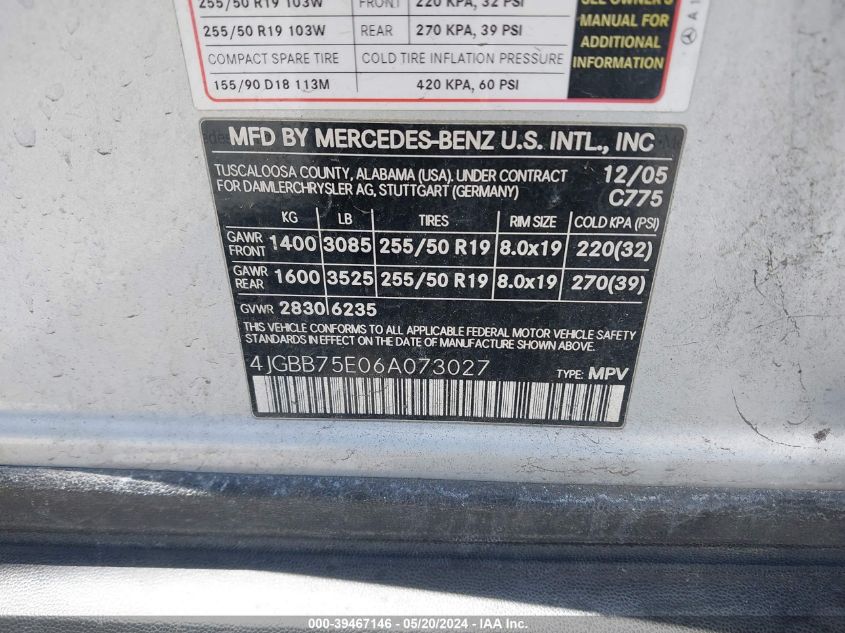 255/50 R19 103W FRONT 220 KPA, 32 PSI
255/50 R19 103W REAR 270 KPA, 39 PSI
COMPACT SPARE TIRE COLD TIRE INFLATION PRESSURE
155/90 D18 113M 420 KPA, 60 PSI
SEE OWNER'S
MANUAL FOR
ADDITIONAL
INFORMATION
MFD BY MERCEDES-BENZ U.S. INTL., INC
TUSCALOOSA COUNTY, ALABAMA (USA). UNDER CONTRACT 12/05
FOR DAIMLERCHRYSLER AG, STUTTGART (GERMANY) C775
KG LB TIRES RIM SIZE COLD KPA (PSI)
GAWR FRONT 1400 3085 255/50 R19 8.0x19 220(32)
GAWR REAR 1600 3525 255/50 R19 8.0x19 270(39)
GVWR 2830 6235
THIS VEHICLE CONFORMS TO ALL APPLICABLE FEDERAL MOTOR VEHICLE SAFETY
STANDARDS IN EFFECT ON THE DATE OF MANUFACTURE SHOWN ABOVE.
4JGBB75E06A073027 TYPE: MPV
000-39467146 - 05/20/2024 - IAA Inc.